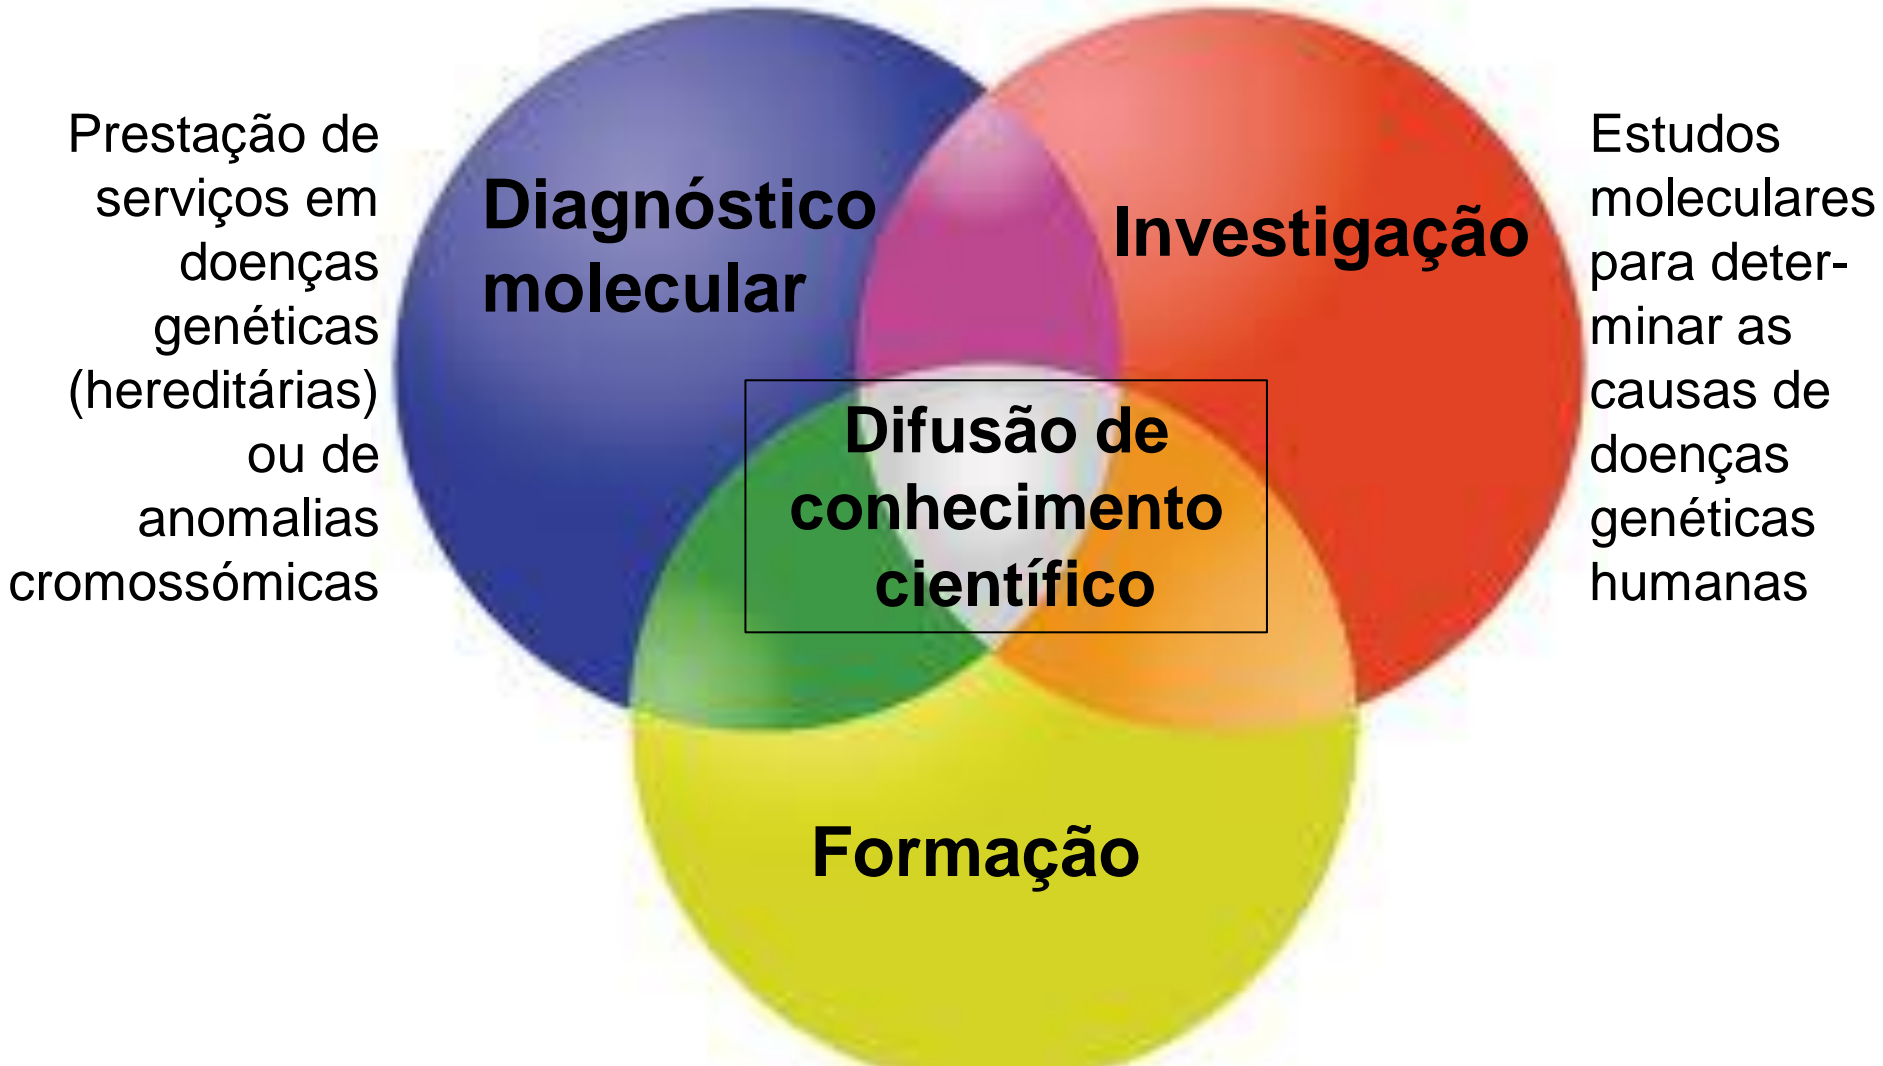 Prestação de
serviços em
doenças
genéticas
(hereditárias)
ou de
anomalias
cromossómicas
Diagnóstico
molecular
Investigação
Estudos
moleculares
para deter-
minar as
causas de
doenças
genéticas
humanas
Difusão de
conhecimento
científico
Formação